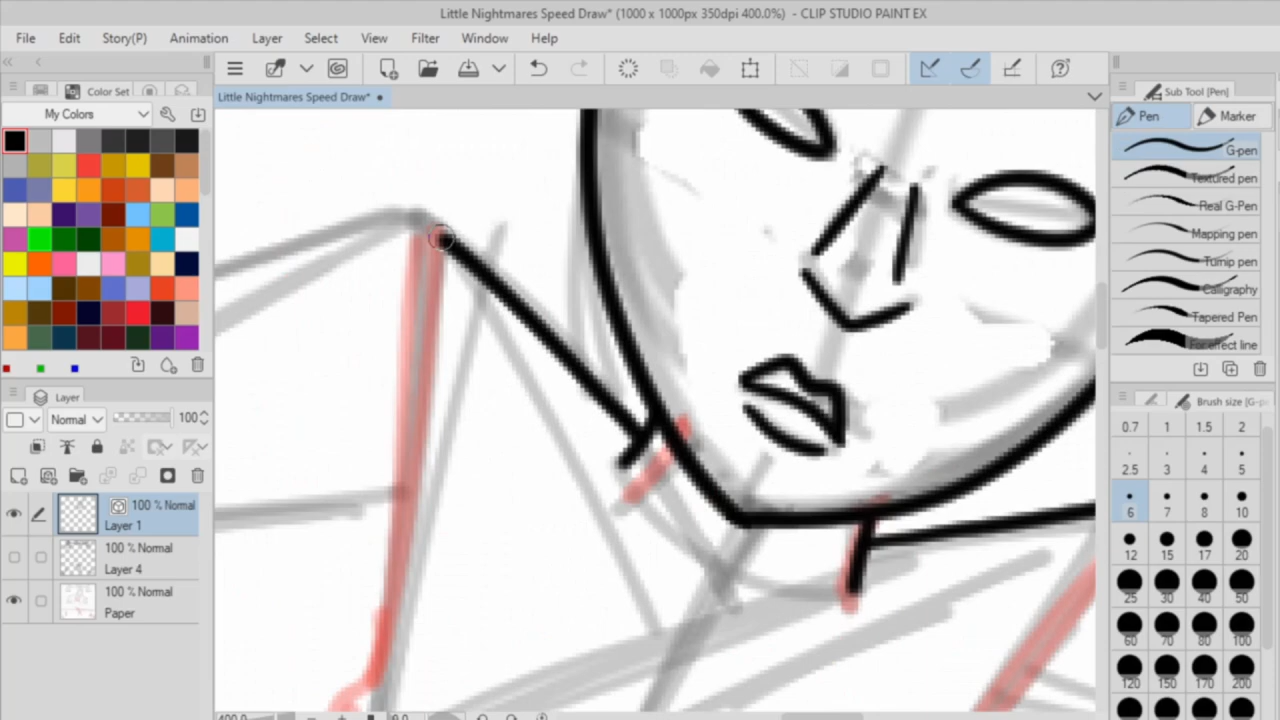 Little Nightmares Speed Draw* (1000 x 1000px 350dpi 400.0%) - CLIP STUDIO PAINT EX
File Edit Story(P) Animation Layer Select View Filter Window Help
Color Set
My Colors
Little Nightmares Speed Draw*
Sub Tool [Pen]
Pen Marker
G-pen
Textured pen
Real G-Pen
Mapping pen
Turnip pen
Calligraphy
Tapered Pen
For effect line
Layer
Normal 100
100 % Normal
Layer 1
100 % Normal
Layer 4
100 % Normal
Paper
Brush size [G-p
0.7 1 1.5 2
2.5 3 4 5
6 7 8 10
12 15 17 20
25 30 40 50
60 70 80 100
120 150 170 200